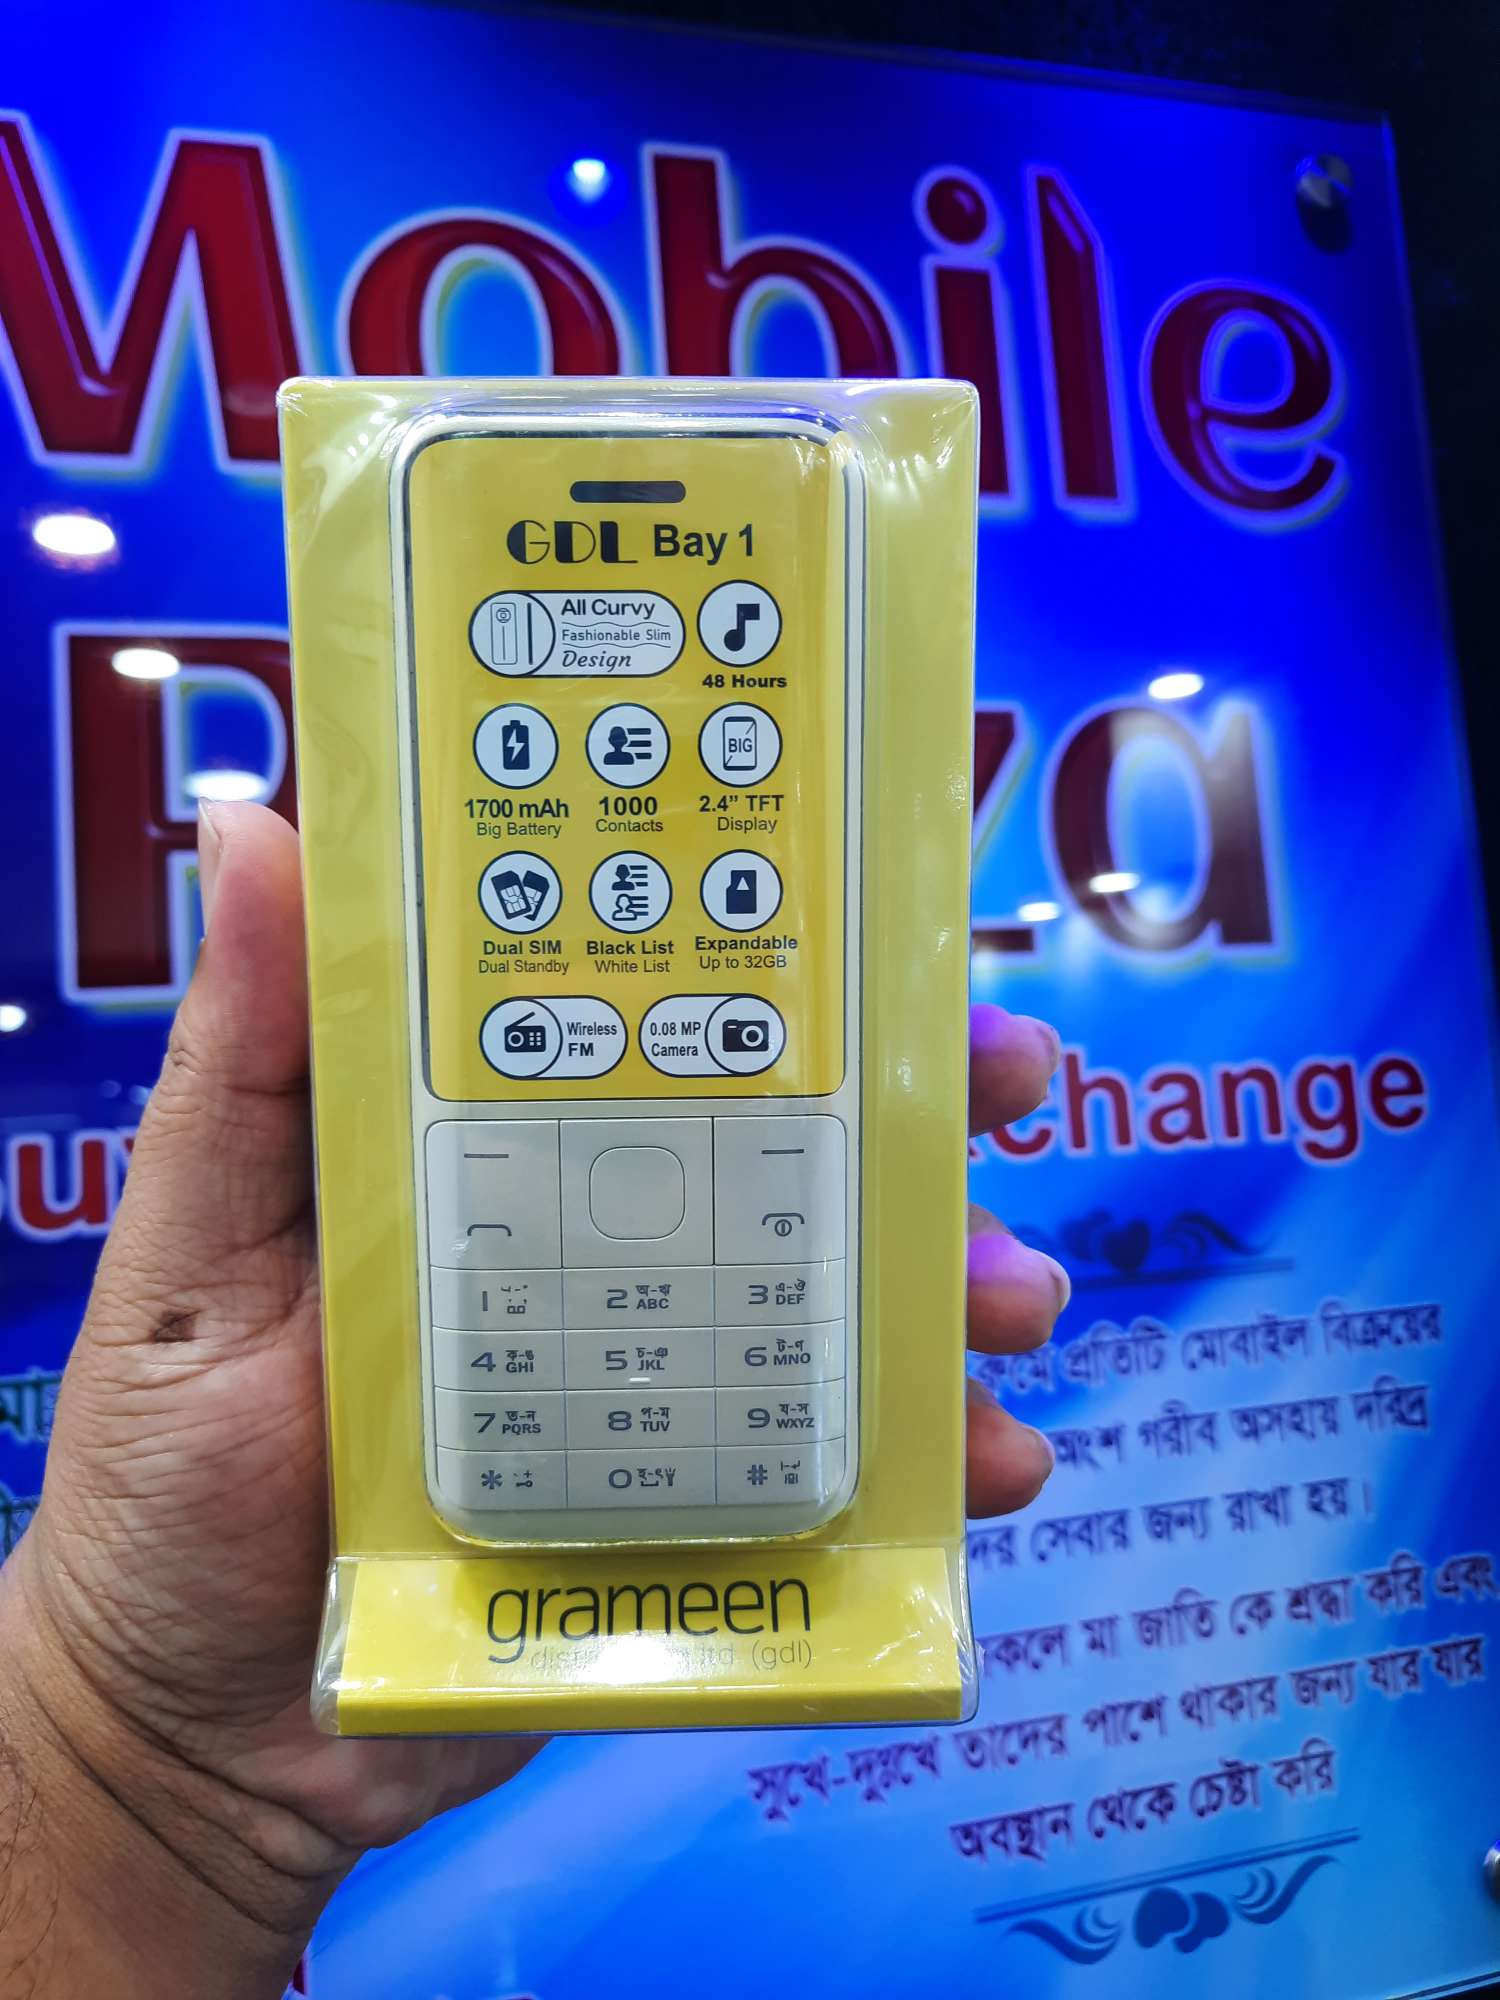 Mobile
GDL Bay 1
All Curvy
Fashionable Slim
Design
48 Hours
1700 mAh
Big Battery
1000
Contacts
BIG
2.4" TFT
Display
Dual SIM
Dual Standby
Black List
White List
Expandable
Up to 32GB
Wireless
FM
0.08 MP
Camera
1
2 অ-ঋ ABC
3 এ-ঔ DEF
4 ক-ঙ GHI
5 চ-ঞ JKL
6 ট-ণ MNO
7 ত-ন PQRS
8 প-ম TUV
9 য-স WXYZ
* +
0
#
grameen
ltd. (gdl)
প্রতিটি মোবাইল বিক্রয়ের
অংশ গরীব অসহায় দরিদ্র
সেবার জন্য রাখা হয়।
মা জাতি কে শ্রদ্ধা করি এবং
সুখে-দুঃখে তাদের পাশে থাকার জন্য যার যার
অবস্থান থেকে চেষ্টা করি